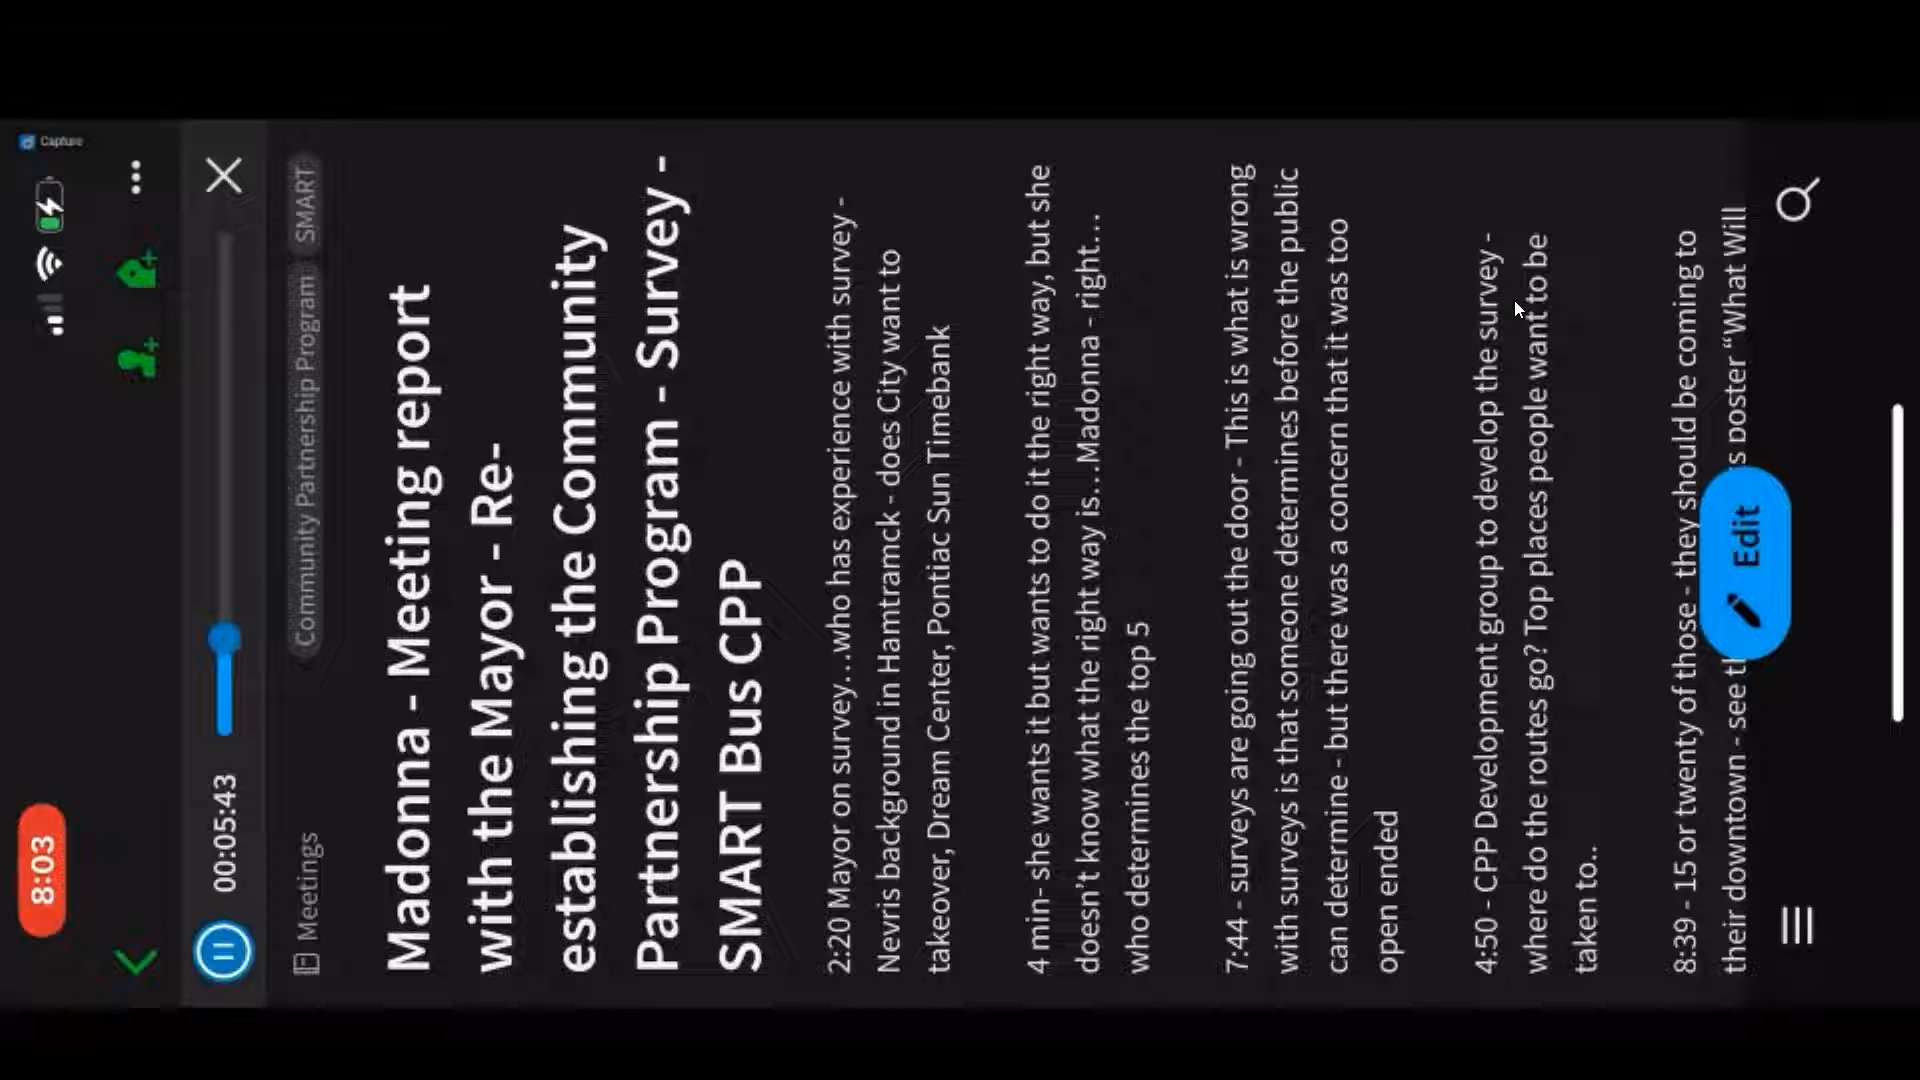 Capture
8:03
00:05:43
Meetings
Community Partnership Program
SMART
Madonna - Meeting report
with the Mayor - Re-
establishing the Community
Partnership Program - Survey -
SMART Bus CPP
2:20 Mayor on survey...who has experience with survey -
Nevris background in Hamtramck - does City want to
takeover, Dream Center, Pontiac Sun Timebank
4 min- she wants it but wants to do it the right way, but she
doesn't know what the right way is...Madonna - right...
who determines the top 5
7:44 - surveys are going out the door - This is what is wrong
with surveys is that someone determines before the public
can determine - but there was a concern that it was too
open ended
4:50 - CPP Development group to develop the survey -
where do the routes go? Top places people want to be
taken to..
8:39 - 15 or twenty of those - they should be coming to
their downtown - see poster “What Will
Edit